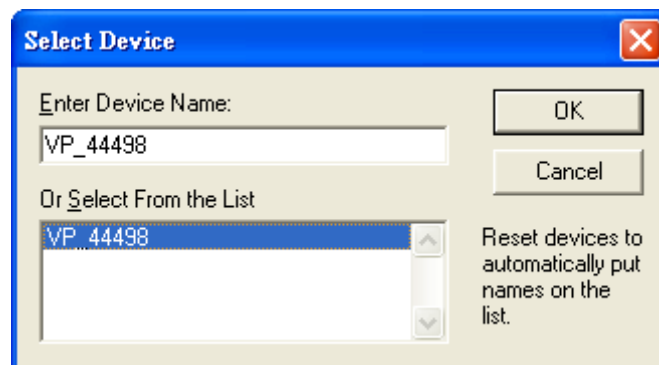 Select Device
Enter Device Name:
VP_44498
Or Select From the List
VP_44498
OK
Cancel
Reset devices to
automatically put
names on the
list.